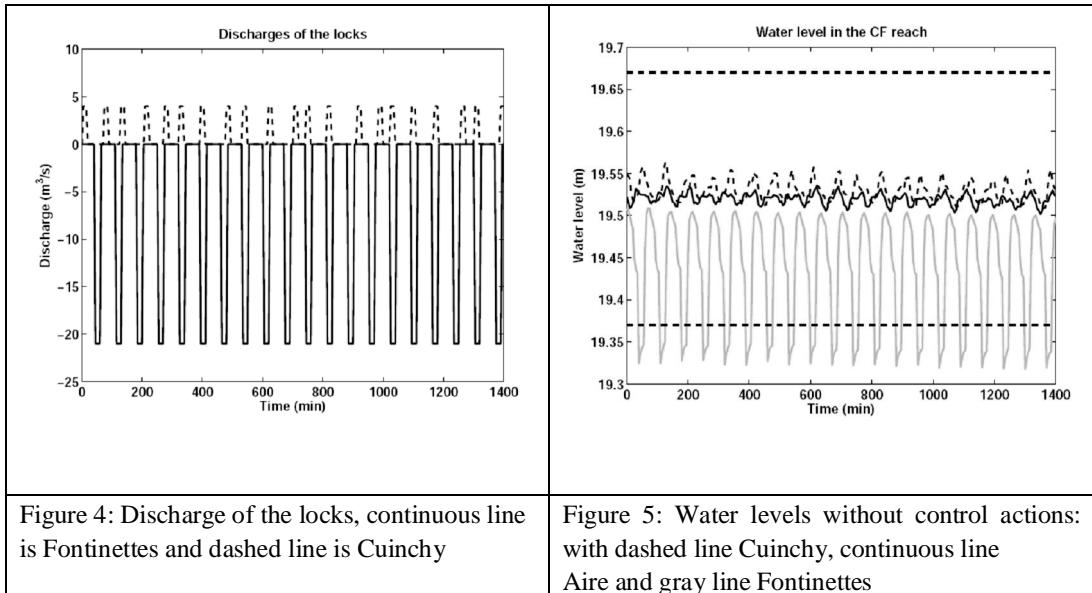 Discharges of the locks
10
5
0
−5
−10
−15
−20
−25
Discharge (m³/s)
0 200 400 600 800 1000 1200 1400
Time (min)
Water level in the CF reach
19.7
19.65
19.6
19.55
19.5
19.45
19.4
19.35
19.3
Water level (m)
0 200 400 600 800 1000 1200 1400
Time (min)
Figure 4: Discharge of the locks, continuous line
is Fontinettes and dashed line is Cuinchy
Figure 5: Water levels without control actions:
with dashed line Cuinchy, continuous line
Aire and gray line Fontinettes